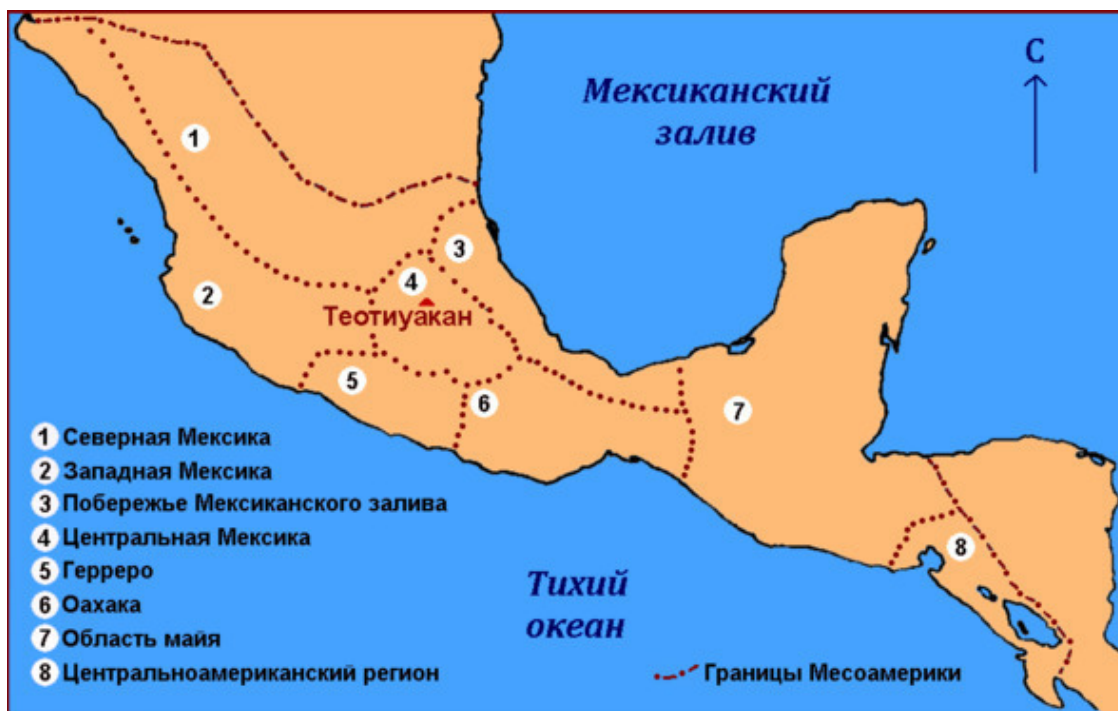 Мексиканский
залив
С
1
3
4
2
Теотиуакан
5
6
7
8
1 Северная Мексика
2 Западная Мексика
3 Побережье Мексиканского залива
4 Центральная Мексика
5 Герреро
6 Оахака
7 Область майя
8 Центральноамериканский регион
Тихий
океан
Границы Месоамерики